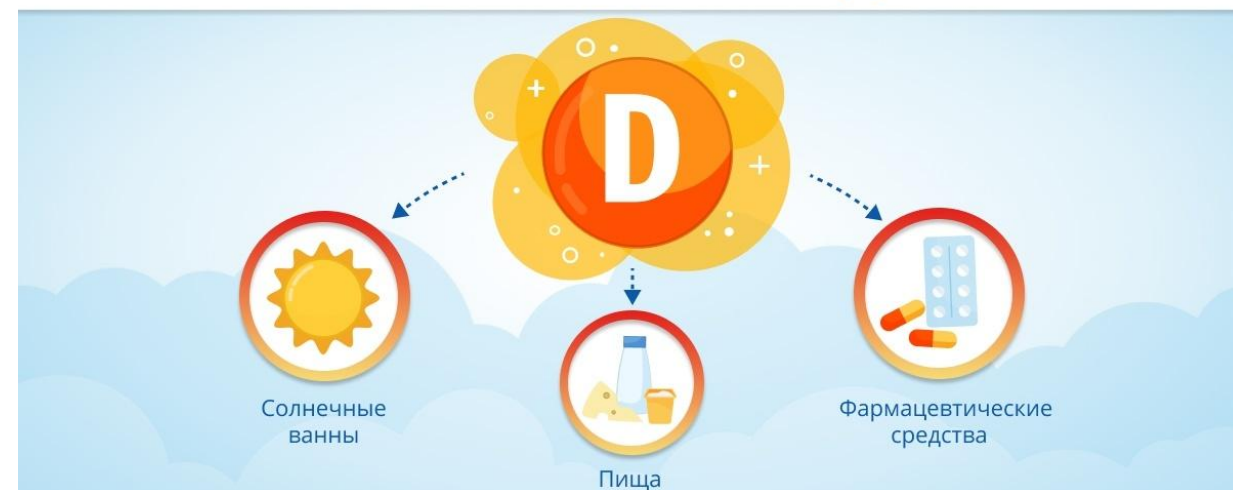 D
Солнечные
ванны
Пища
Фармацевтические
средства